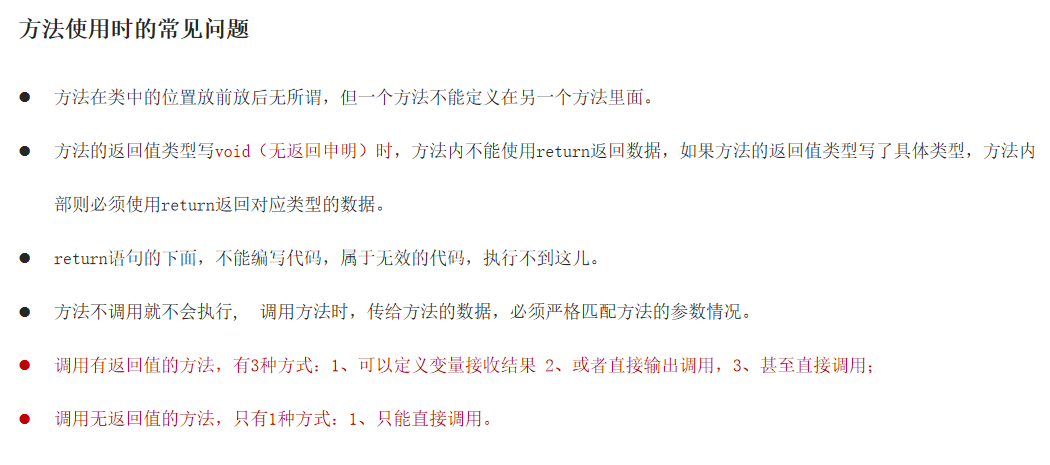 方法使用时的常见问题
● 方法在类中的位置放前放后无所谓，但一个方法不能定义在另一个方法里面。
● 方法的返回值类型写void（无返回申明）时，方法内不能使用return返回数据，如果方法的返回值类型写了具体类型，方法内
部则必须使用return返回对应类型的数据。
● return语句的下面，不能编写代码，属于无效的代码，执行不到这儿。
● 方法不调用就不会执行， 调用方法时，传给方法的数据，必须严格匹配方法的参数情况。
● 调用有返回值的方法，有3种方式：1、可以定义变量接收结果 2、或者直接输出调用，3、甚至直接调用；
● 调用无返回值的方法，只有1种方式：1、只能直接调用。